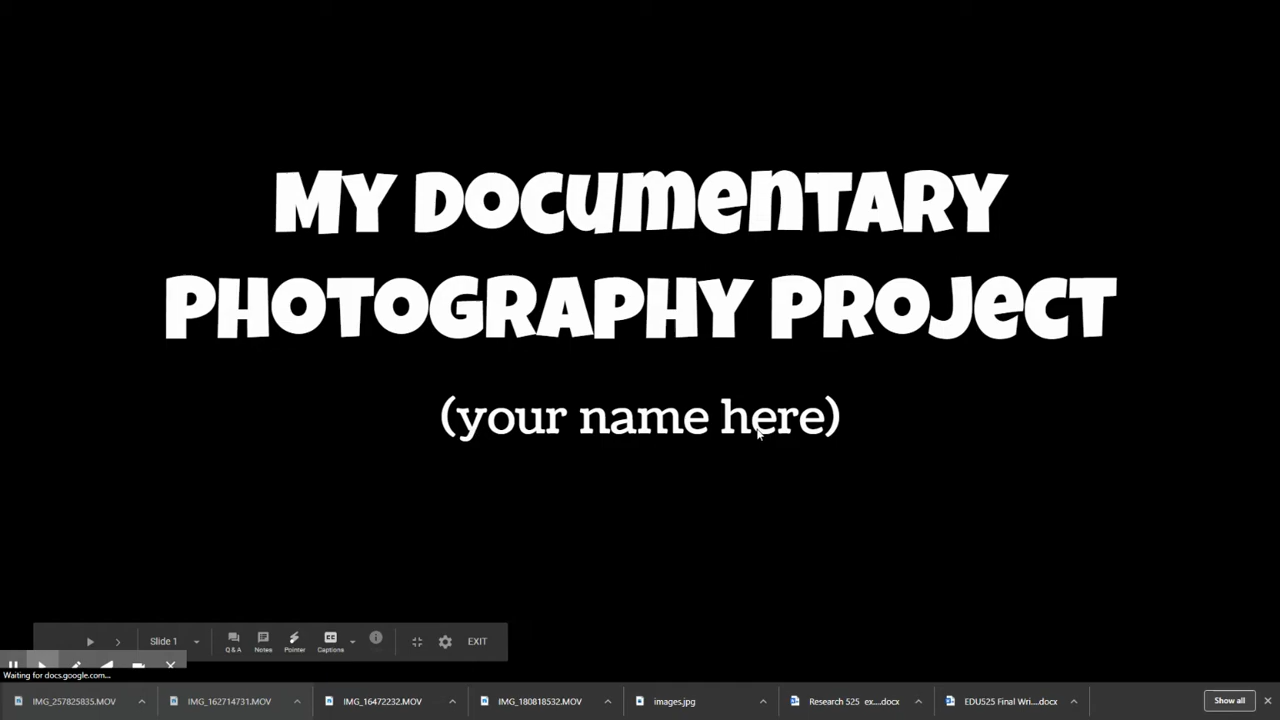 My Documentary
Photography Project
(your name here)
Slide 1
Q & A
Notes
Pointer
Captions
EXIT
Waiting for docs.google.com...
IMG_257825835.MOV
IMG_162714731.MOV
IMG_16472232.MOV
IMG_180818532.MOV
images.jpg
Research 525 ex....docx
EDU525 Final Wri....docx
Show all